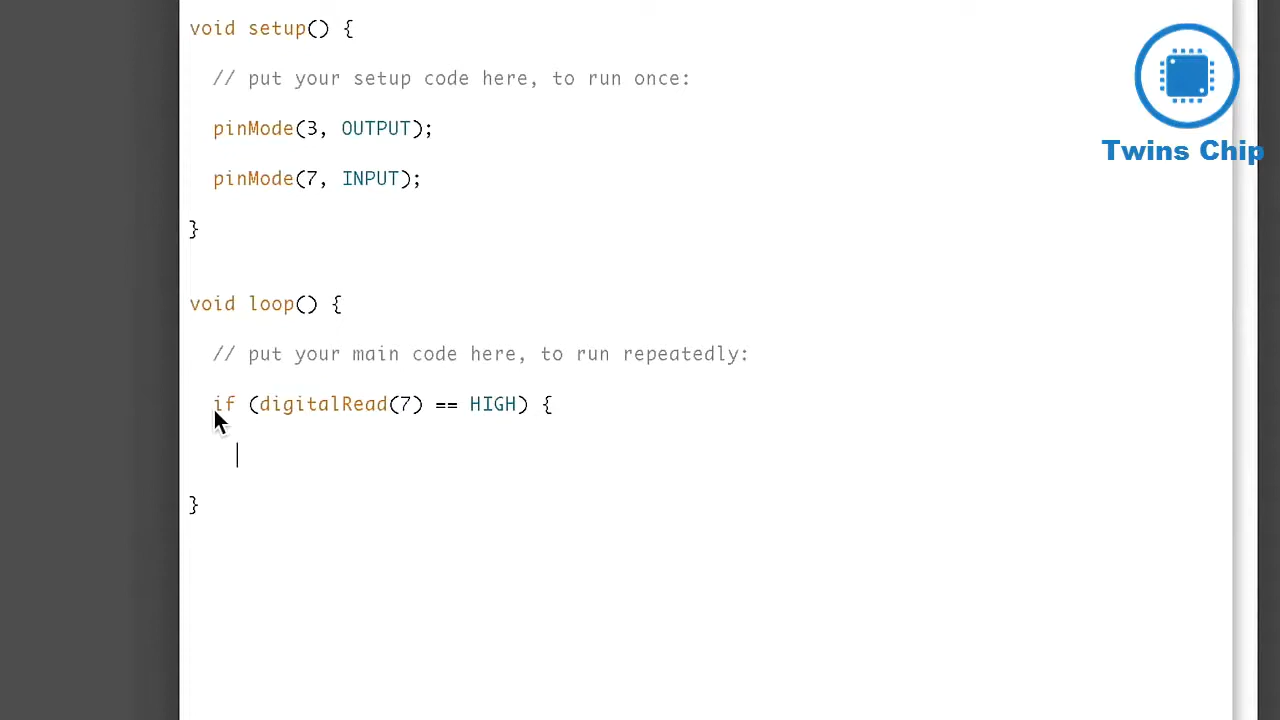 void setup() {
// put your setup code here, to run once:
pinMode(3, OUTPUT);
pinMode(7, INPUT);
}
void loop() {
// put your main code here, to run repeatedly:
if (digitalRead(7) == HIGH) {
}
Twins Chip